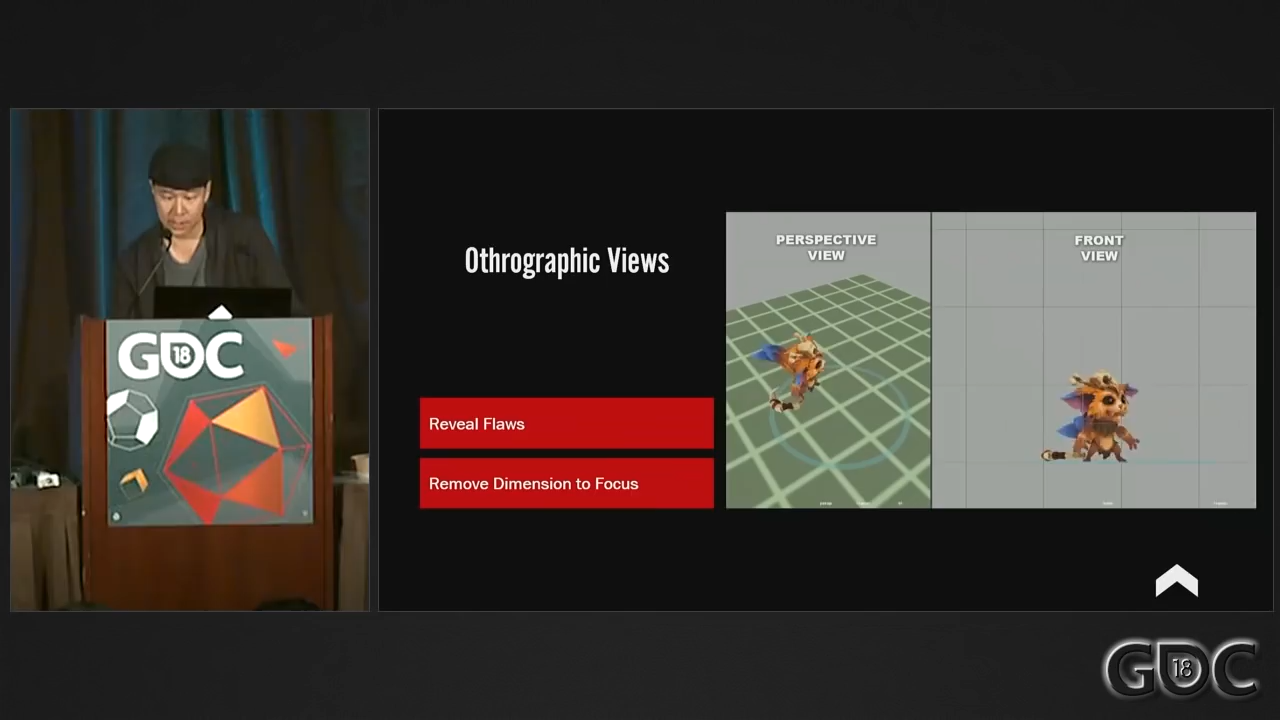 GDC
18
Othrographic Views
Reveal Flaws
Remove Dimension to Focus
PERSPECTIVE
VIEW
FRONT
VIEW
GDC
18